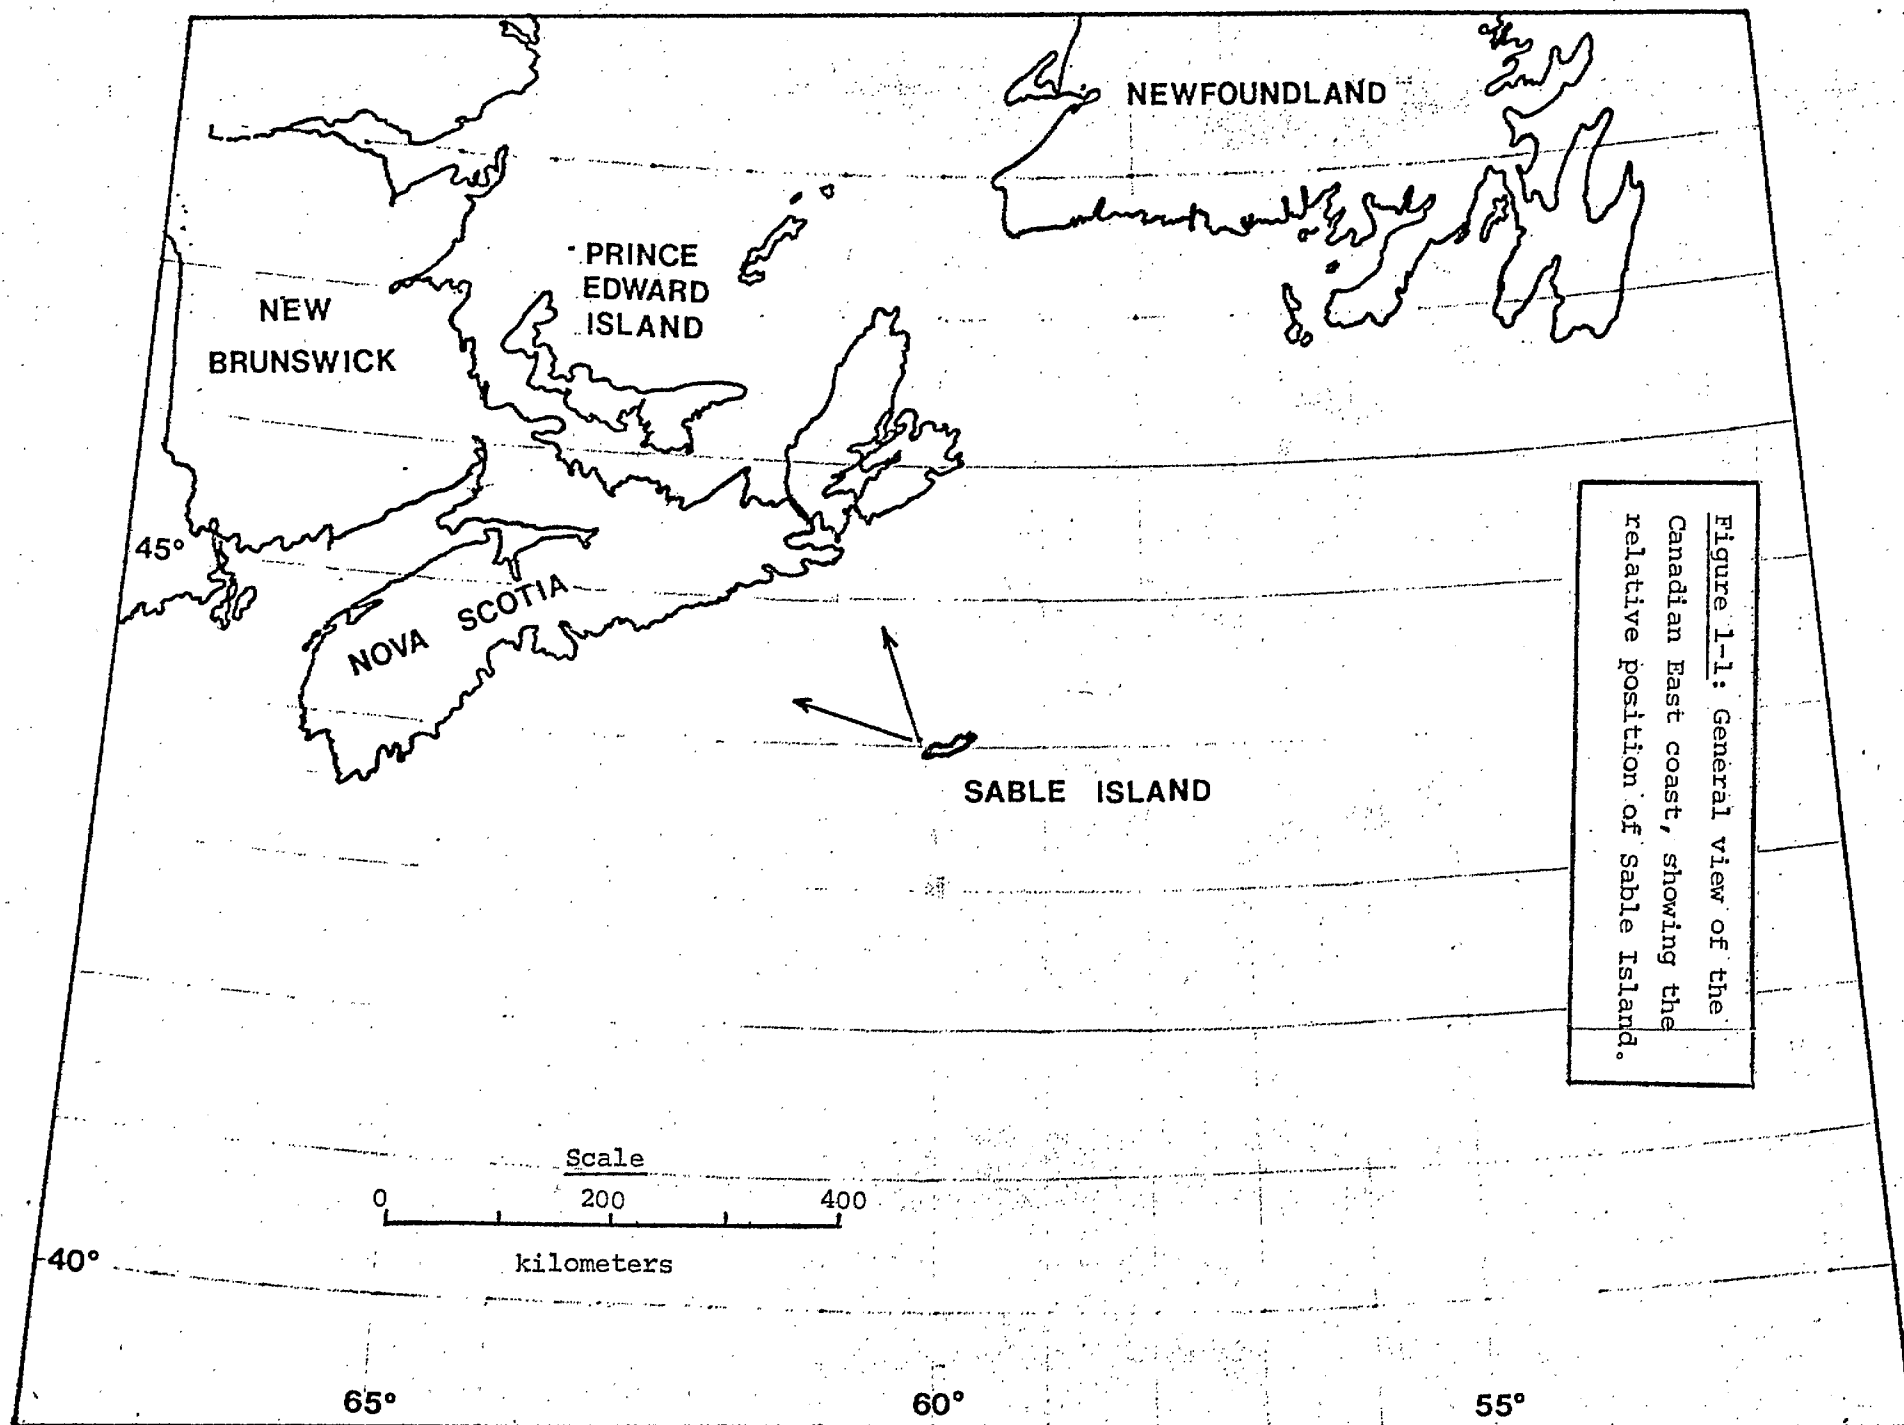 NEWFOUNDLAND
PRINCE
EDWARD
ISLAND
NEW
BRUNSWICK
45°
NOVA SCOTIA
SABLE ISLAND
Figure 1-1: General view of the
Canadian East coast, showing the
relative position of Sable Island.
Scale
0 200 400
kilometers
40°
65° 60° 55°